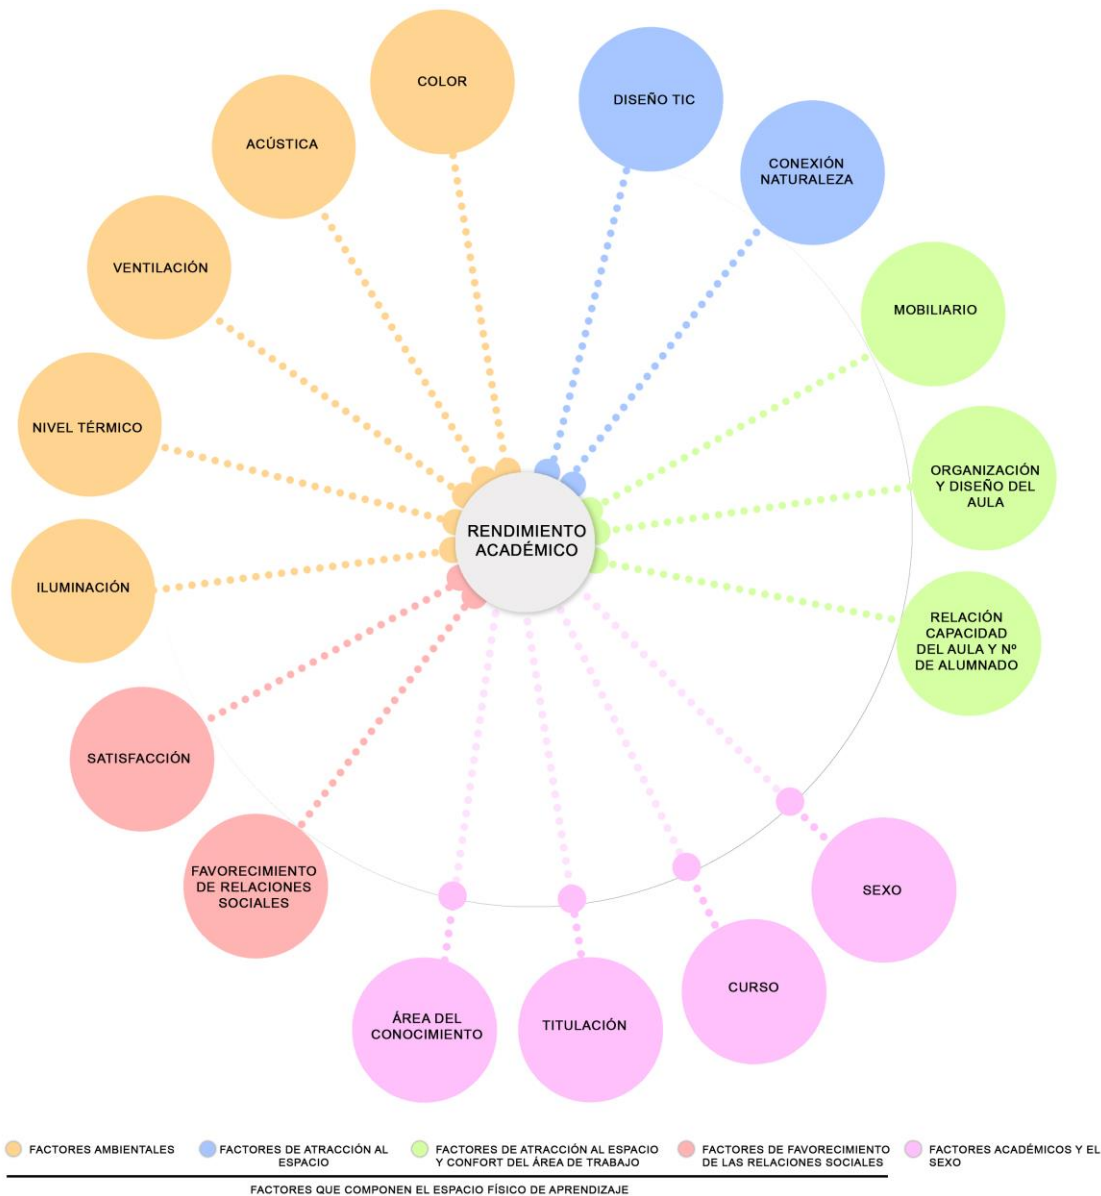 COLOR
DISEÑO TIC
ACÚSTICA
CONEXIÓN
NATURALEZA
VENTILACIÓN
MOBILIARIO
NIVEL TÉRMICO
ORGANIZACIÓN
Y DISEÑO DEL
AULA
RENDIMIENTO
ACADÉMICO
ILUMINACIÓN
RELACIÓN
CAPACIDAD
DEL AULA Y Nº
DE ALUMNADO
SATISFACCIÓN
FAVORECIMIENTO
DE RELACIONES
SOCIALES
SEXO
CURSO
ÁREA DEL
CONOCIMIENTO
TITULACIÓN
FACTORES AMBIENTALES
FACTORES DE ATRACCIÓN AL
ESPACIO
FACTORES DE ATRACCIÓN AL ESPACIO
Y CONFORT DEL ÁREA DE TRABAJO
FACTORES DE FAVORECIMIENTO
DE LAS RELACIONES SOCIALES
FACTORES ACADÉMICOS Y EL
SEXO
FACTORES QUE COMPONEN EL ESPACIO FÍSICO DE APRENDIZAJE